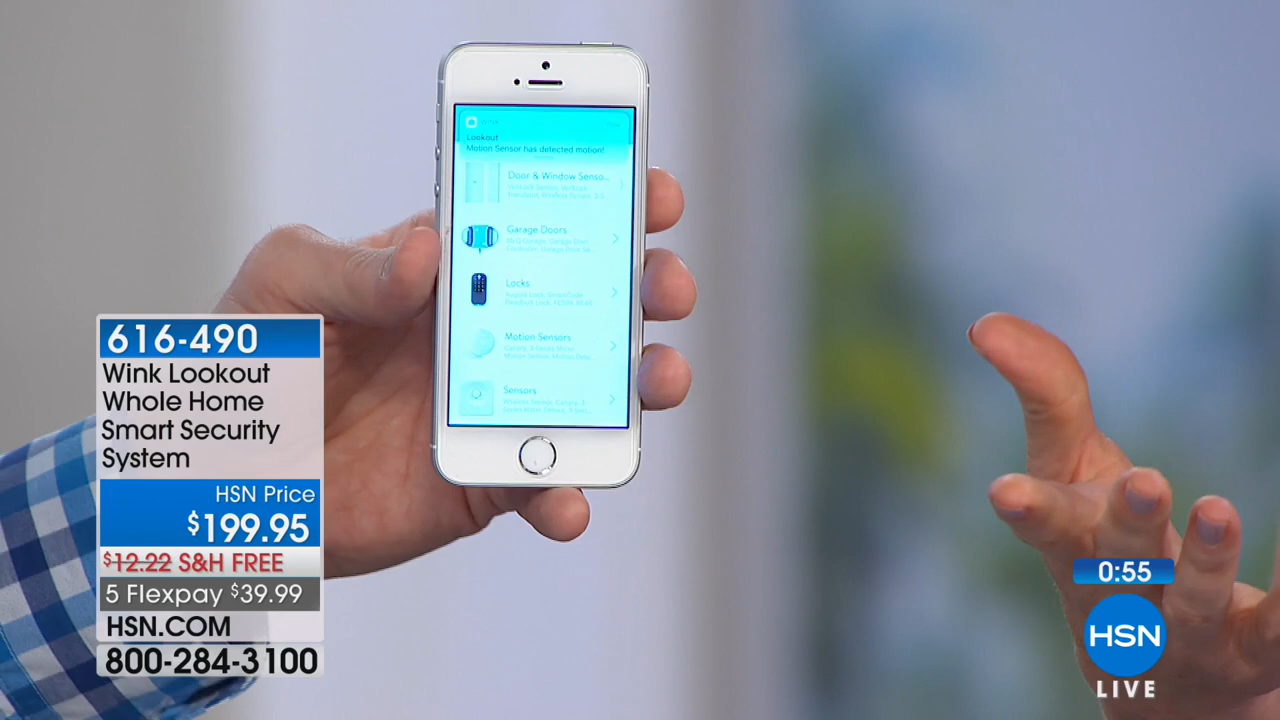 WINK
Lookout
Motion Sensor has detected motion!
Door & Window Senso...
Garage Doors
Locks
Motion Sensors
Sensors
616-490
Wink Lookout
Whole Home
Smart Security
System
HSN Price
$199.95
$12.22 S&H FREE
5 Flexpay $39.99
HSN.COM
800-284-3100
0:55
HSN
LIVE